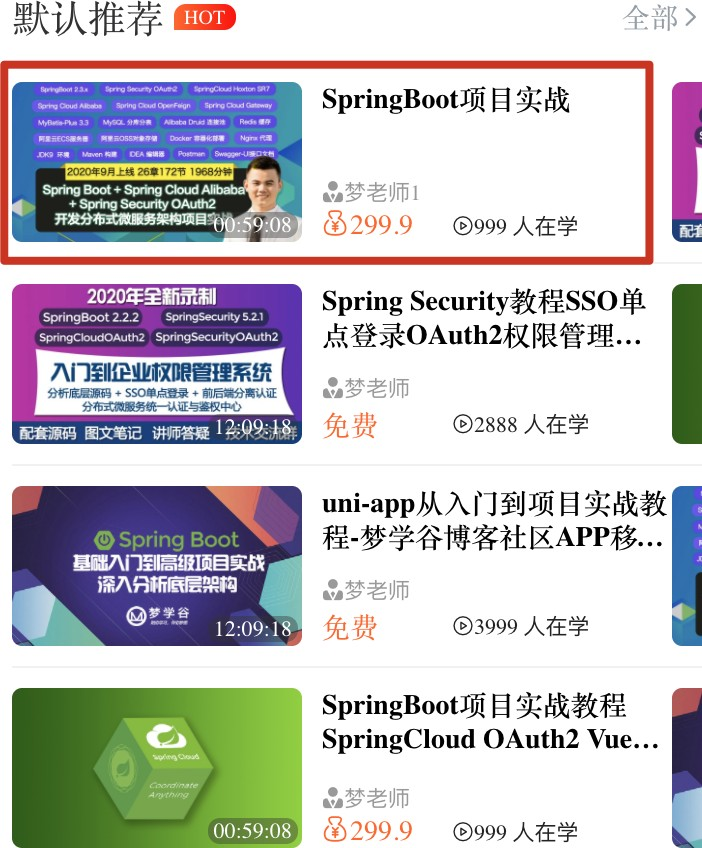 默认推荐 HOT
全部
SpringBoot 2.3.x Spring Security OAuth2 SpringCloud Hoxton SR7
Spring Cloud Alibaba Spring Cloud OpenFeign Spring Cloud Gateway
MyBatis-Plus 3.3 MySQL 分库分表 Alibaba Druid 连接池 Redis 缓存
阿里云ECS服务器 阿里云OSS对象存储 Docker 容器化部署 Nginx 代理
JDK9 环境 Maven 构建 IDEA 编辑器 Postman Swagger-UI接口文档
2020年9月上线 26章172节 1968分钟
Spring Boot + Spring Cloud Alibaba
+ Spring Security OAuth2
开发分布式微服务架构项目实战
00:59:08
SpringBoot项目实战
梦老师1
299.9
999 人在学
2020年全新录制
SpringBoot 2.2.2 SpringSecurity 5.2.1
SpringCloudOAuth2 SpringSecurityOAuth2
入门到企业权限管理系统
分析底层源码 + SSO单点登录 + 前后端分离认证
分布式微服务统一认证与鉴权中心
配套源码 图文笔记 讲师答疑 技术交流群
12:09:18
Spring Security教程SSO单
点登录OAuth2权限管理...
梦老师
免费
2888 人在学
Spring Boot
基础入门到高级项目实战
深入分析底层架构
梦学谷
12:09:18
uni-app从入门到项目实战教
程-梦学谷博客社区APP移...
梦老师
免费
3999 人在学
Spring Cloud
Coordinate
Anything
00:59:08
SpringBoot项目实战教程
SpringCloud OAuth2 Vue...
梦老师
299.9
999 人在学
配套